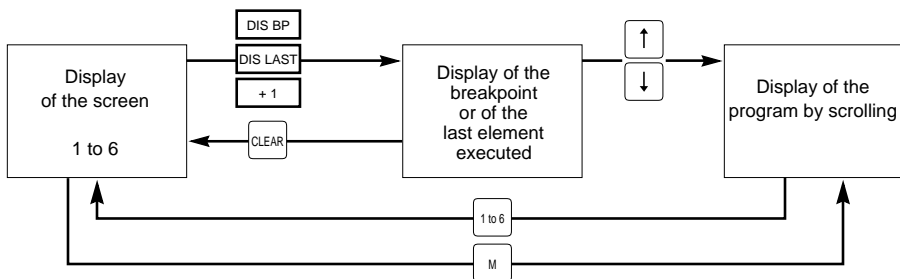 Display
of the screen
1 to 6
DIS BP
DIS LAST
+ 1
CLEAR
Display of the
breakpoint
or of the
last element
executed
↑
↓
Display of the
program by scrolling
1 to 6
M